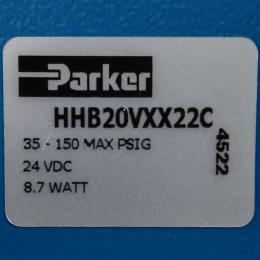 Parker
HHB20VXX22C
35 - 150 MAX PSIG
24 VDC
8.7 WATT
4522